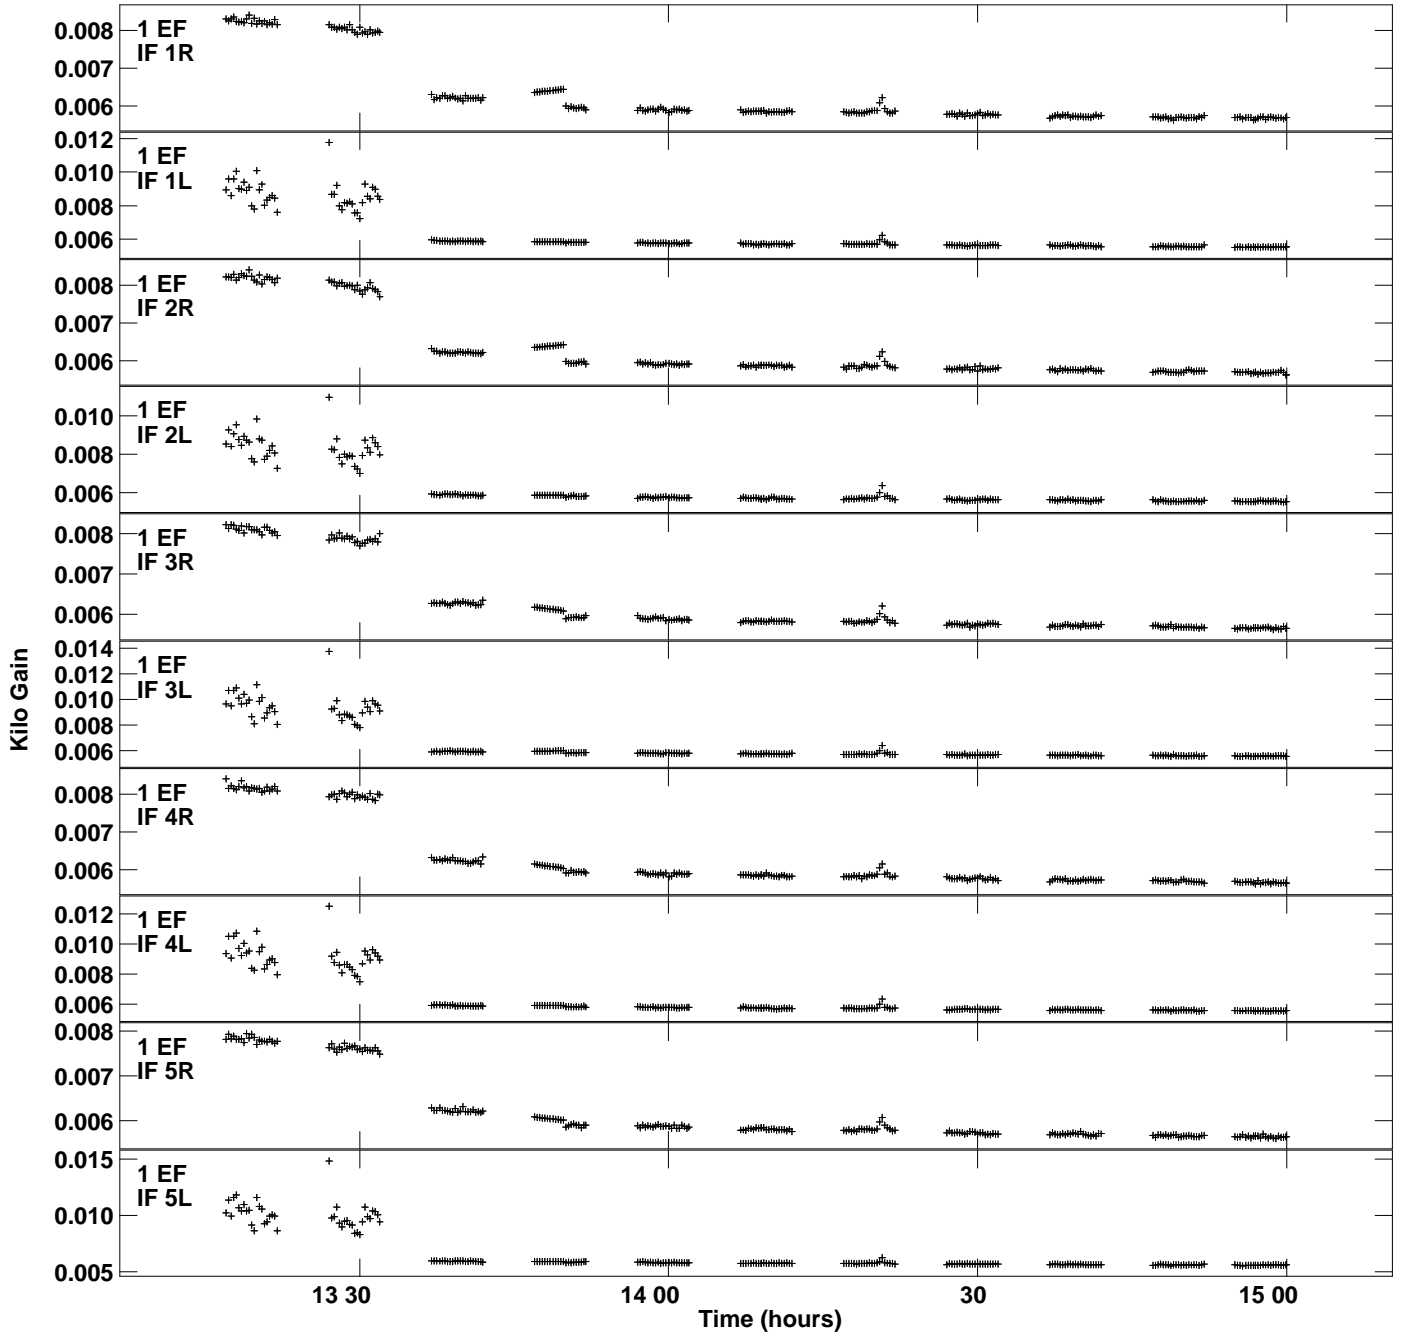 0.008
0.007
0.006
1 EF
IF 1R
0.012
0.010
0.008
0.006
1 EF
IF 1L
0.008
0.007
0.006
1 EF
IF 2R
0.010
0.008
0.006
1 EF
IF 2L
0.008
0.007
0.006
1 EF
IF 3R
0.014
0.012
0.010
0.008
0.006
1 EF
IF 3L
0.008
0.007
0.006
1 EF
IF 4R
0.012
0.010
0.008
0.006
1 EF
IF 4L
0.008
0.007
0.006
1 EF
IF 5R
0.015
0.010
0.005
1 EF
IF 5L
Kilo Gain
13 30
14 00
30
15 00
Time (hours)